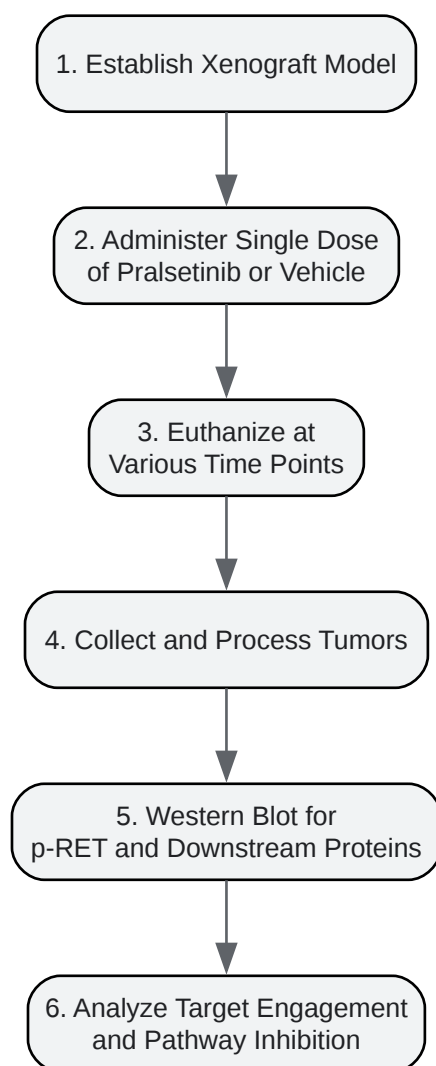 1. Establish Xenograft Model
2. Administer Single Dose
of Pralsetinib or Vehicle
3. Euthanize at
Various Time Points
4. Collect and Process Tumors
5. Western Blot for
p-RET and Downstream Proteins
6. Analyze Target Engagement
and Pathway Inhibition